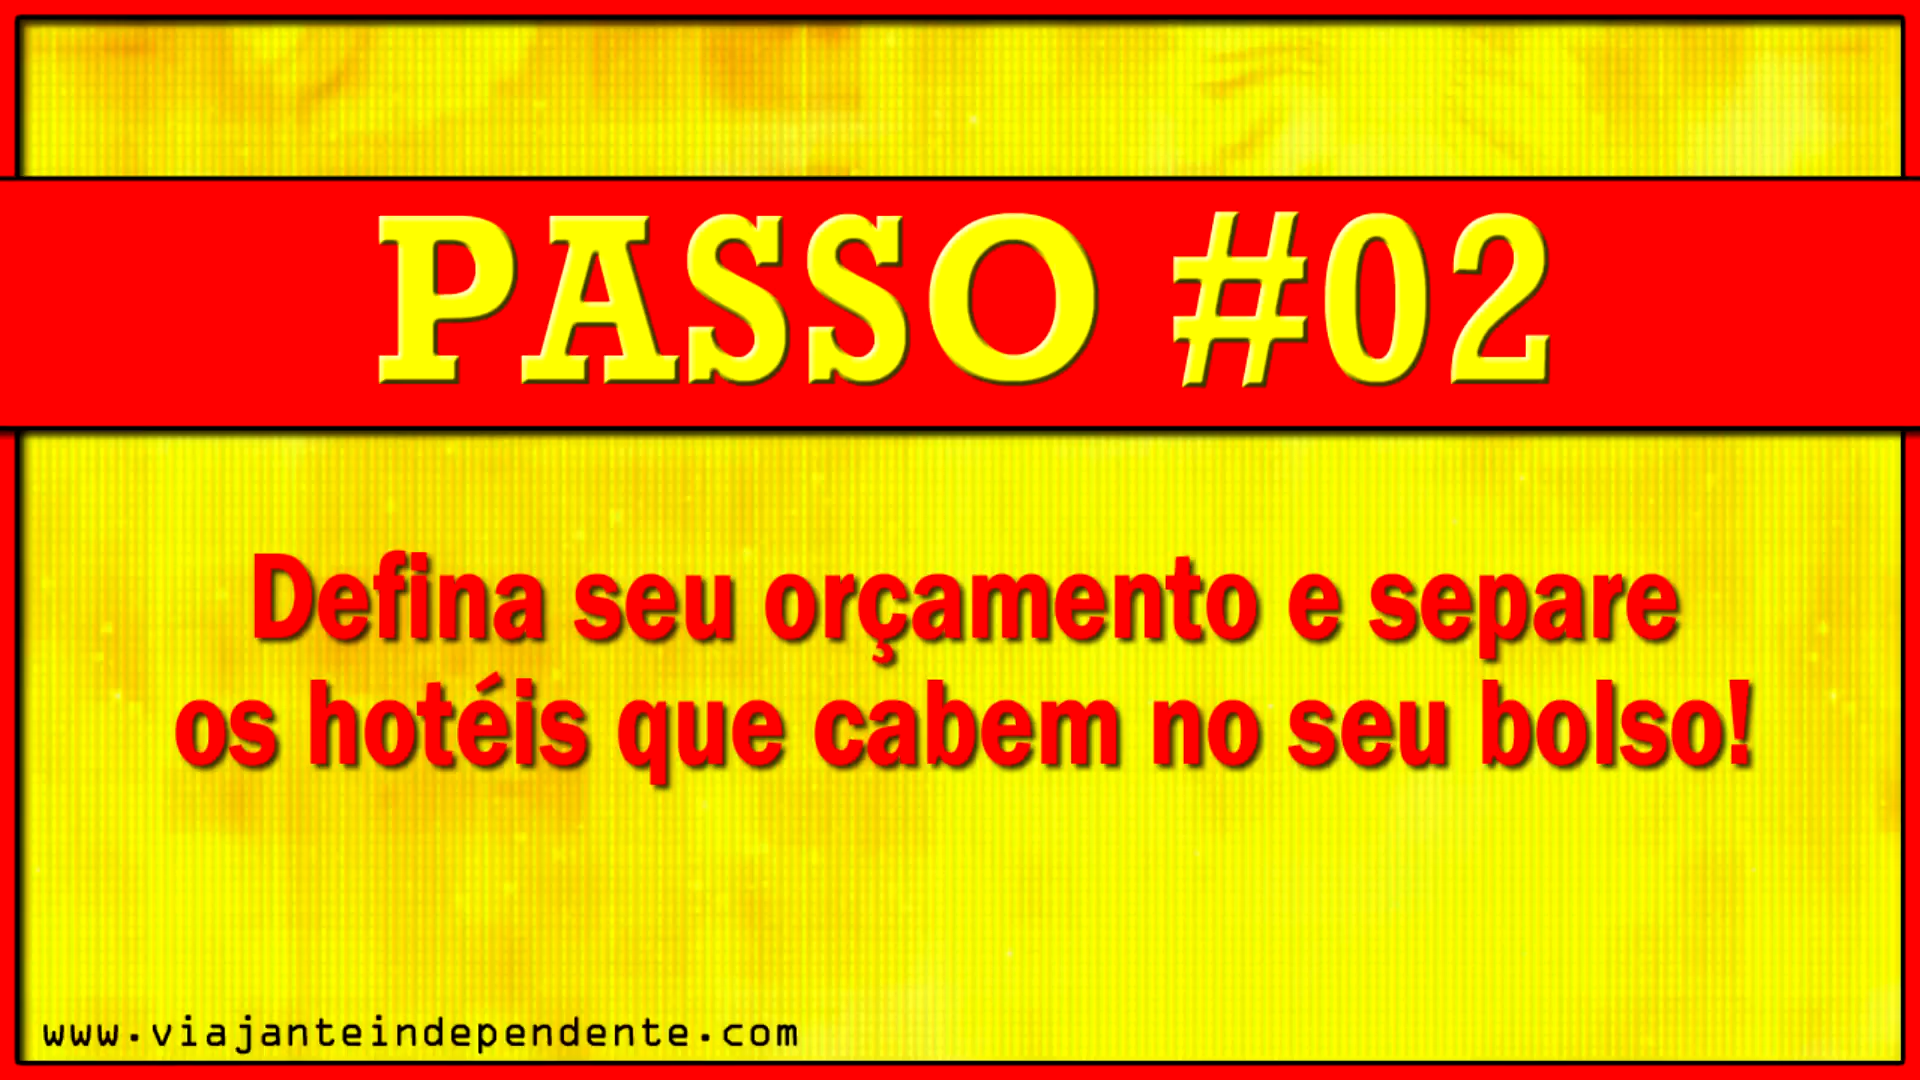 PASSO #02
Defina seu orçamento e separe
os hotéis que cabem no seu bolso!
www.viajanteindependente.com